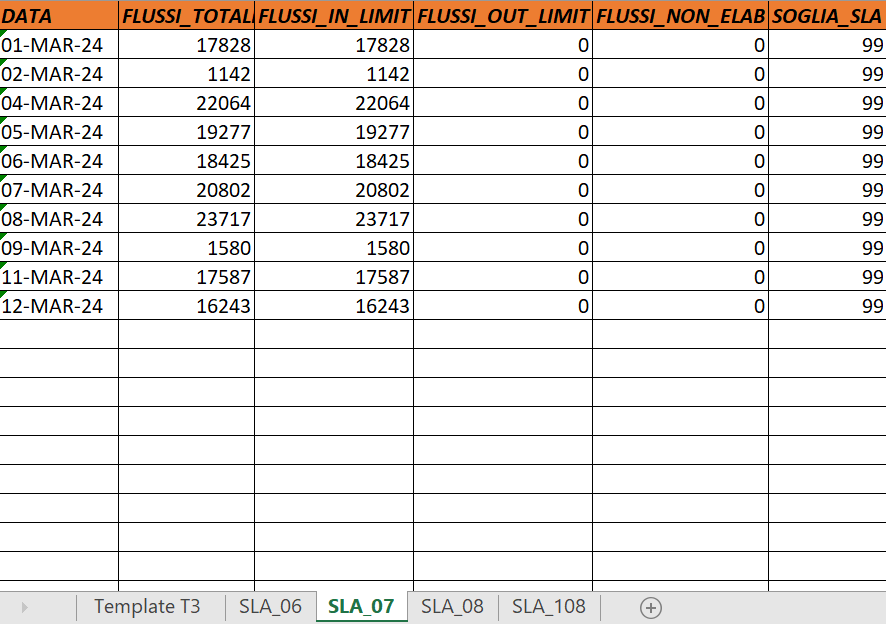 DATA FLUSSI_TOTALI FLUSSI_IN_LIMIT FLUSSI_OUT_LIMIT FLUSSI_NON_ELAB SOGLIA_SLA
01-MAR-24 17828 17828 0 0 99
02-MAR-24 1142 1142 0 0 99
04-MAR-24 22064 22064 0 0 99
05-MAR-24 19277 19277 0 0 99
06-MAR-24 18425 18425 0 0 99
07-MAR-24 20802 20802 0 0 99
08-MAR-24 23717 23717 0 0 99
09-MAR-24 1580 1580 0 0 99
11-MAR-24 17587 17587 0 0 99
12-MAR-24 16243 16243 0 0 99
Template T3 SLA_06 SLA_07 SLA_08 SLA_108